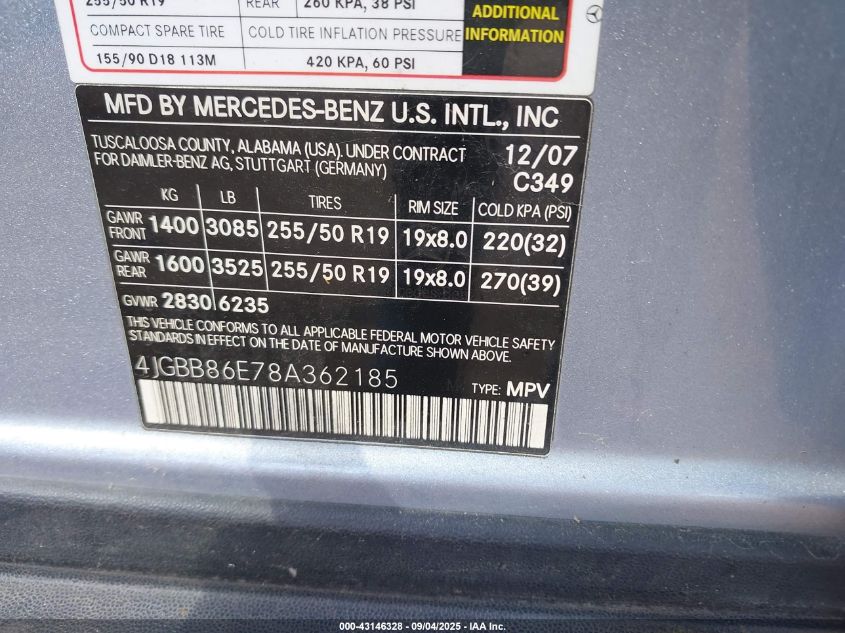 255/50 R19 REAR 260 KPA, 38 PSI
COMPACT SPARE TIRE COLD TIRE INFLATION PRESSURE
155/90 D18 113M 420 KPA, 60 PSI
ADDITIONAL
INFORMATION
MFD BY MERCEDES-BENZ U.S. INTL., INC
TUSCALOOSA COUNTY, ALABAMA (USA). UNDER CONTRACT
FOR DAIMLER-BENZ AG, STUTTGART (GERMANY)
12/07
C349
KG LB TIRES RIM SIZE COLD KPA (PSI)
GAWR FRONT 1400 3085 255/50 R19 19x8.0 220(32)
GAWR REAR 1600 3525 255/50 R19 19x8.0 270(39)
GVWR 2830 6235
THIS VEHICLE CONFORMS TO ALL APPLICABLE FEDERAL MOTOR VEHICLE SAFETY
STANDARDS IN EFFECT ON THE DATE OF MANUFACTURE SHOWN ABOVE.
4JGBB86E78A362185
TYPE: MPV
000-43146328 - 09/04/2025 - IAA Inc.